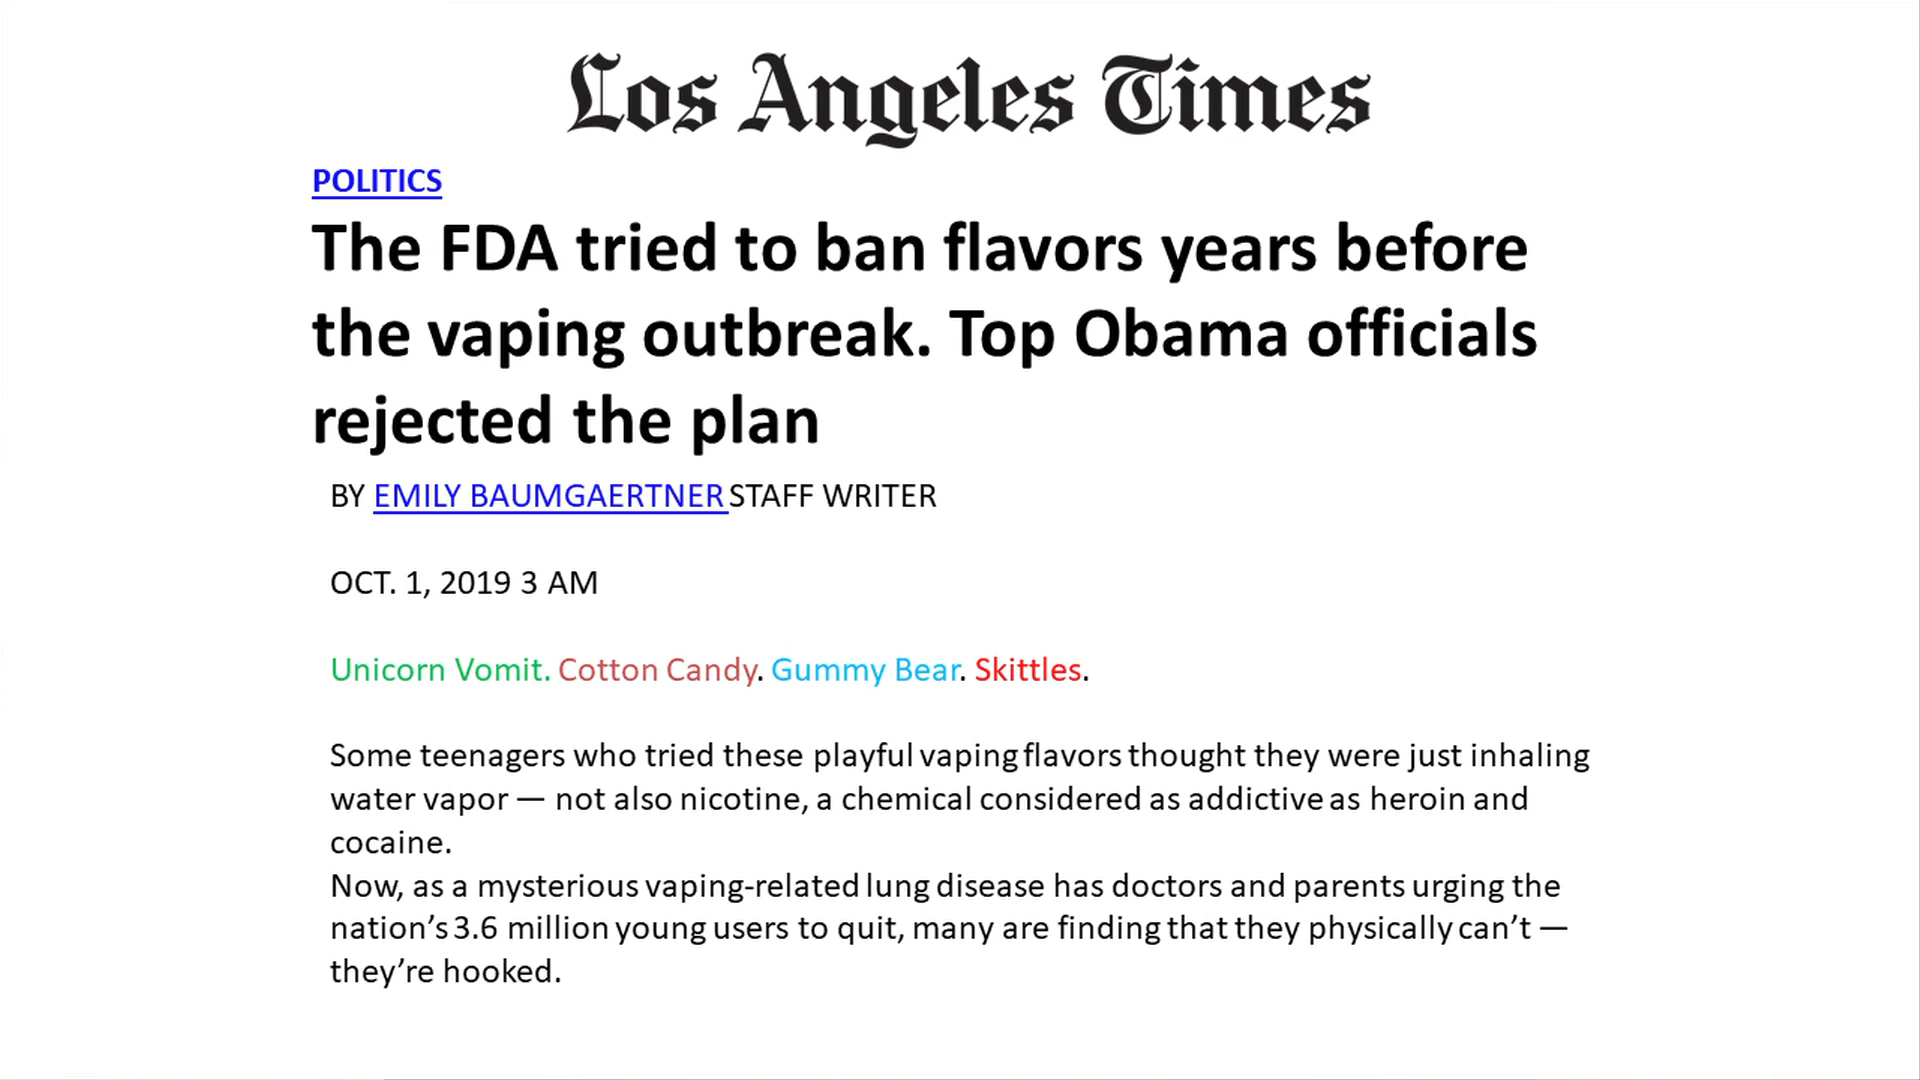 Los Angeles Times
POLITICS
The FDA tried to ban flavors years before
the vaping outbreak. Top Obama officials
rejected the plan
BY EMILY BAUMGAERTNER STAFF WRITER
OCT. 1, 2019 3 AM
Unicorn Vomit. Cotton Candy. Gummy Bear. Skittles.
Some teenagers who tried these playful vaping flavors thought they were just inhaling
water vapor — not also nicotine, a chemical considered as addictive as heroin and
cocaine.
Now, as a mysterious vaping-related lung disease has doctors and parents urging the
nation’s 3.6 million young users to quit, many are finding that they physically can’t —
they’re hooked.